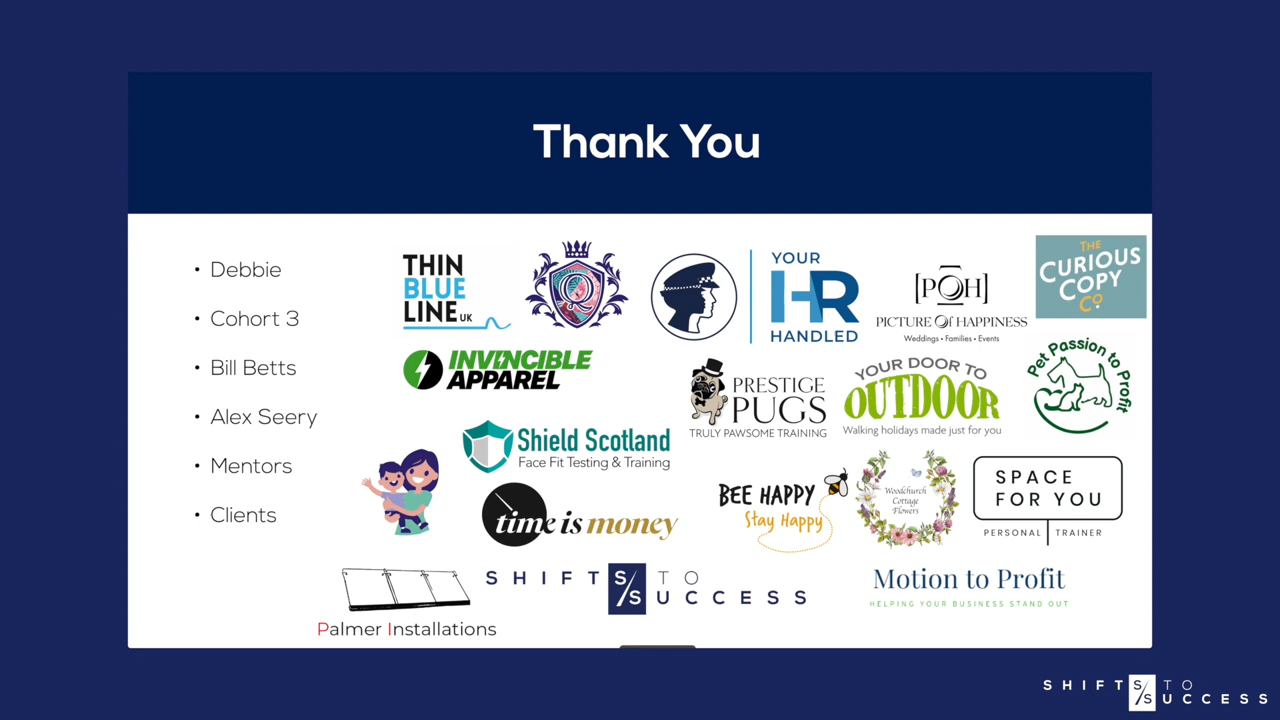 Thank You
• Debbie
• Cohort 3
• Bill Betts
• Alex Seery
• Mentors
• Clients
THIN
BLUE
LINE UK
Q
YOUR
HR
HANDLED
[POH]
PICTURE Of HAPPINESS
Weddings • Families • Events
THE
CURIOUS
COPY
CO
INVINCIBLE
APPAREL
PRESTIGE
PUGS
TRULY PAWSOME TRAINING
YOUR DOOR TO
OUTDOOR
Walking holidays made just for you
Pet Passion to Profit
Shield Scotland
Face Fit Testing & Training
time is money
BEE HAPPY
Stay Happy
Woodchurch
Cottage
Flowers
SPACE
FOR YOU
PERSONAL TRAINER
Palmer Installations
SHIFTS TO
SUCCESS
Motion to Profit
HELPING YOUR BUSINESS STAND OUT
SHIFTS TO
SUCCESS